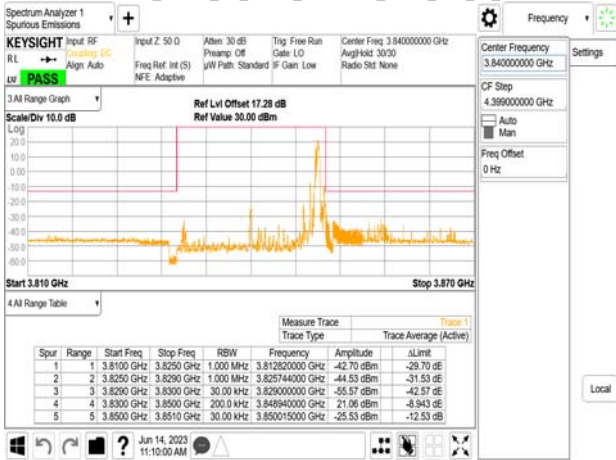 Spectrum Analyzer 1
Spurious Emissions
Frequency
KEYSIGHT Input: RF Input Z: 50 Ω Atten: 30 dB Trig: Free Run Center Freq: 3.840000000 GHz
RL Coupling: DC Preamp: Off Gate: LO Avg|Hold: 30/30
Align: Auto Freq Ref: Int (S) µW Path: Standard IF Gain: Low Radio Std: None
NFE: Adaptive
LW PASS
Center Frequency
3.840000000 GHz
Settings
CF Step
4.399000000 GHz
Auto
Man
Freq Offset
0 Hz
3 All Range Graph
Ref Lvl Offset 17.28 dB
Scale/Div 10.0 dB Ref Value 30.00 dBm
Log
20.0
10.0
0.00
-10.0
-20.0
-30.0
-40.0
-50.0
-60.0
Start 3.810 GHz Stop 3.870 GHz
4 All Range Table
Measure Trace Trace 1
Trace Type Trace Average (Active)
Spur Range Start Freq Stop Freq RBW Frequency Amplitude ΔLimit
1 1 3.8100 GHz 3.8250 GHz 1.000 MHz 3.812820000 GHz -42.70 dBm -29.70 dB
2 2 3.8250 GHz 3.8290 GHz 1.000 MHz 3.825744000 GHz -44.53 dBm -31.53 dB
3 3 3.8290 GHz 3.8300 GHz 30.00 kHz 3.829000000 GHz -55.57 dBm -42.57 dB
4 4 3.8300 GHz 3.8500 GHz 200.0 kHz 3.848940000 GHz 21.06 dBm -8.943 dB
5 5 3.8500 GHz 3.8510 GHz 30.00 kHz 3.850015000 GHz -25.53 dBm -12.53 dB
Local
Jun 14, 2023
11:10:00 AM